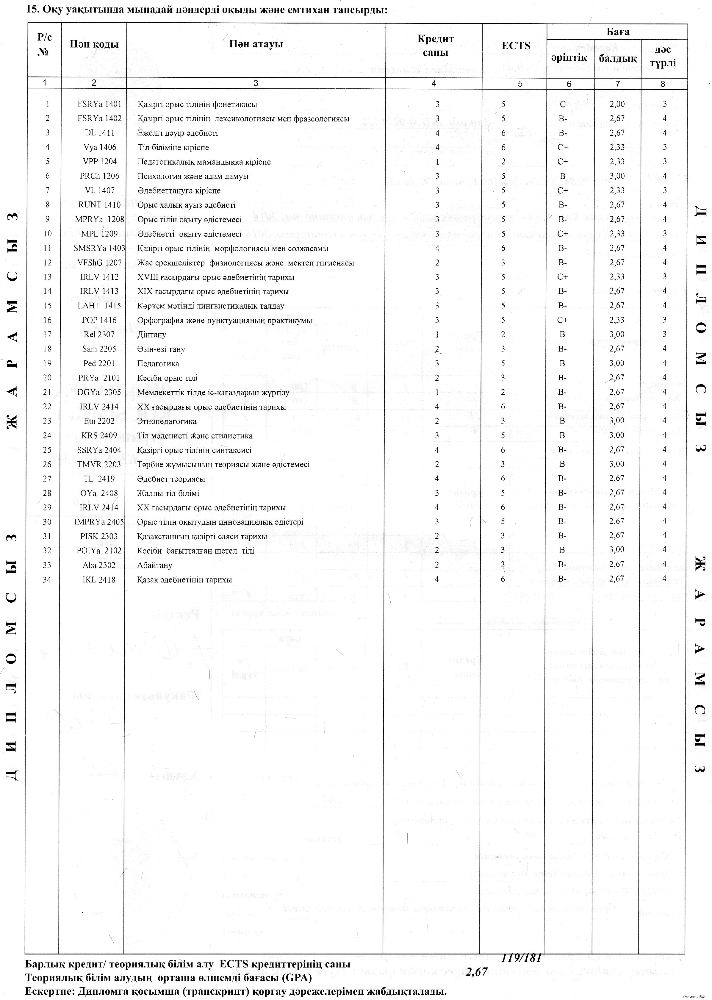 15. Оқу уақытында мынадай пәндерді оқыды және емтихан тапсырды:
Р/с № Пән коды Пән атауы Кредит саны ECTS Баға
әріптік балдық дәс түрлі
1 2 3 4 5 6 7 8
1 FSRYa 1401 Қазіргі орыс тілінің фонетикасы 3 5 C 2,00 3
2 FSRYa 1402 Қазіргі орыс тілінің лексикологиясы мен фразеологиясы 3 5 B- 2,67 4
3 DL 1411 Ежелгі дәуір әдебиеті 4 6 B- 2,67 4
4 Vya 1406 Тіл біліміне кіріспе 4 6 C+ 2,33 3
5 VPP 1204 Педагогикалық мамандыққа кіріспе 1 2 C+ 2,33 3
6 PRCh 1206 Психология және адам дамуы 3 5 B 3,00 4
7 VL 1407 Әдебиеттануға кіріспе 3 5 C+ 2,33 3
8 RUNT 1410 Орыс халық ауыз әдебиеті 3 5 B- 2,67 4
9 MPRYa 1208 Орыс тілін оқыту әдістемесі 3 5 B- 2,67 4
10 MPL 1209 Әдебиетті оқыту әдістемесі 3 5 C+ 2,33 3
11 SMSRYa 1403 Қазіргі орыс тілінің морфологиясы мен сөзжасамы 4 6 B- 2,67 4
12 VFShG 1207 Жас ерекшеліктер физиологиясы және мектеп гигиенасы 2 3 B- 2,67 4
13 IRLV 1412 XVIII ғасырдағы орыс әдебиетінің тарихы 3 5 C+ 2,33 3
14 IRLV 1413 XIX ғасырдағы орыс әдебиетінің тарихы 3 5 B- 2,67 4
15 LAHT 1415 Көркем мәтінді лингвистикалық талдау 3 5 B- 2,67 4
16 POP 1416 Орфография және пунктуацияның практикумы 3 5 C+ 2,33 3
17 Rel 2307 Дінтану 1 2 B 3,00 3
18 Sam 2205 Өзін-өзі тану 2 3 B- 2,67 4
19 Ped 2201 Педагогика 3 5 B 3,00 4
20 PRYa 2101 Кәсіби орыс тілі 2 3 B- 2,67 4
21 DGYa 2305 Мемлекеттік тілде іс-қағаздарын жүргізу 1 2 B- 2,67 4
22 IRLV 2414 XX ғасырдағы орыс әдебиетінің тарихы 4 6 B- 2,67 4
23 Etn 2202 Этнопедагогика 2 3 B 3,00 4
24 KRS 2409 Тіл мәдениеті және стилистика 3 5 B 3,00 4
25 SSRYa 2404 Қазіргі орыс тілінің синтаксисі 4 6 B- 2,67 4
26 TMVR 2203 Тәрбие жұмысының теориясы және әдістемесі 2 3 B 3,00 4
27 TL 2419 Әдебиет теориясы 4 6 B- 2,67 4
28 OYa 2408 Жалпы тіл білімі 3 5 B- 2,67 4
29 IRLV 2414 XX ғасырдағы орыс әдебиетінің тарихы 4 6 B- 2,67 4
30 IMPRYa 2405 Орыс тілін оқытудың инновациялық әдістері 3 5 B- 2,67 4
31 PISK 2303 Қазақстанның қазіргі саяси тарихы 2 3 B- 2,67 4
32 POIYa 2102 Кәсіби бағытталған шетел тілі 2 3 B 3,00 4
33 Aba 2302 Абайтану 2 3 B- 2,67 4
34 IKL 2418 Қазақ әдебиетінің тарихы 4 6 B- 2,67 4
Барлық кредит/ теориялық білім алу ECTS кредиттерінің саны 119/181
Теориялық білім алудың орташа өлшемді бағасы (GPA) 2,67
Ескертпе: Дипломға қосымша (транскрипт) қорғау дәрежелерімен жабдықталады.
ДИПЛОМСЫЗ ЖАРАМСЫЗ
ДИПЛОМСЫЗ ЖАРАМСЫЗ
г.Алматы.БФ.